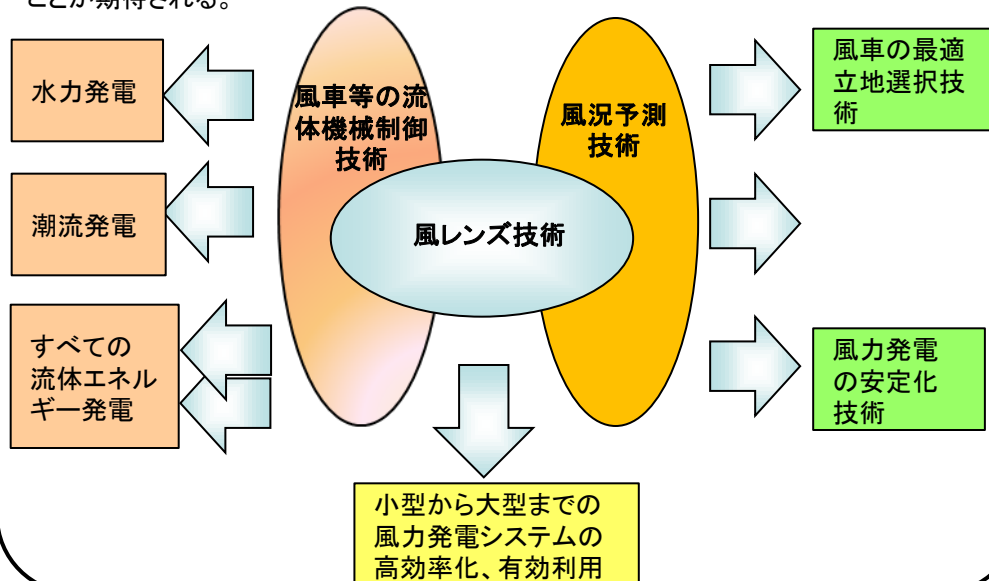 ことが期待される。
水力発電
風車等の流
体機械制御
技術
風況予測
技術
風車の最適
立地選択技
術
潮流発電
風レンズ技術
すべての
流体エネル
ギー発電
風力発電
の安定化
技術
小型から大型までの
風力発電システムの
高効率化、有効利用